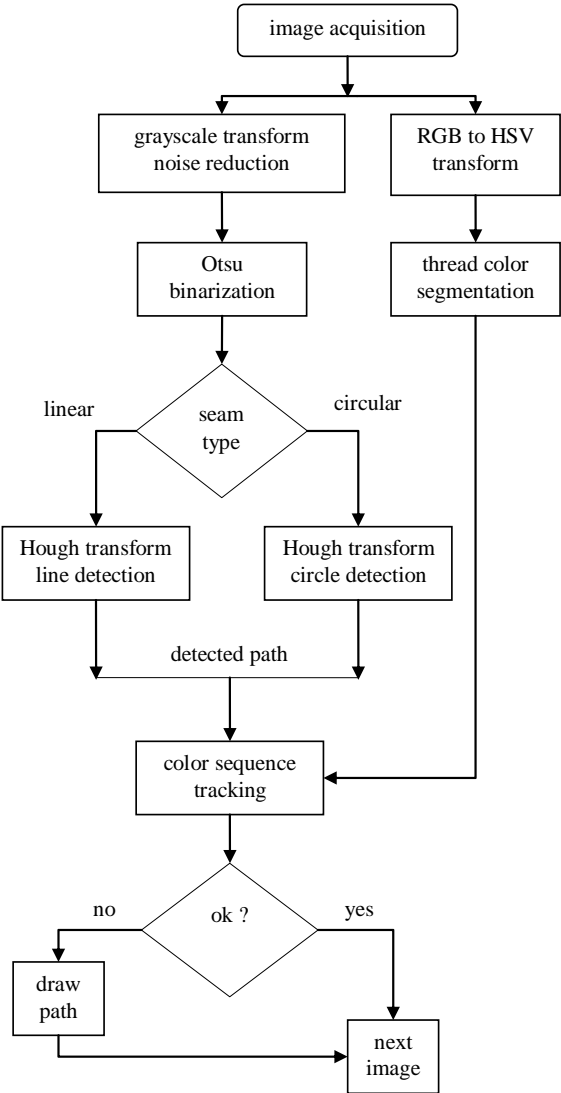 image acquisition
grayscale transform
noise reduction
RGB to HSV
transform
Otsu
binarization
thread color
segmentation
linear
circular
seam
type
Hough transform
line detection
Hough transform
circle detection
detected path
color sequence
tracking
no
ok ?
yes
draw
path
next
image